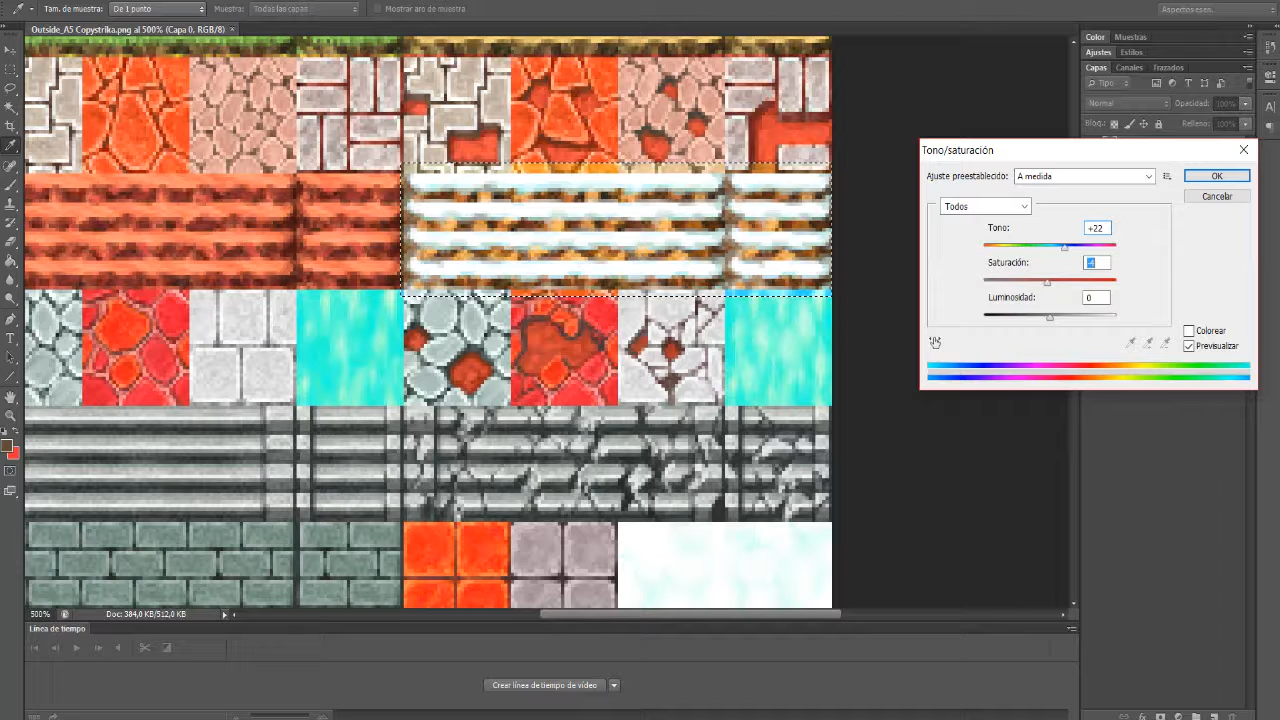 Tam. de muestra: De 1 punto Muestra: Todas las capas Mostrar aro de muestra Aspectos esen...
Outside_A5 Copystrika.png al 500% (Capa 0, RGB/8) ×
Color Muestras
Ajustes Estilos
Capas Canales Trazados
Tipo
Normal Opacidad: 100%
Bloq.: Relleno: 100%
Tono/saturación
Ajuste preestablecido: A medida OK
Cancelar
Todos
Tono: +22
Saturación:
Luminosidad: 0
Colorear
Previsualizar
500% Doc: 384,0 KB/512,0 KB
Línea de tiempo
Crear línea de tiempo de vídeo